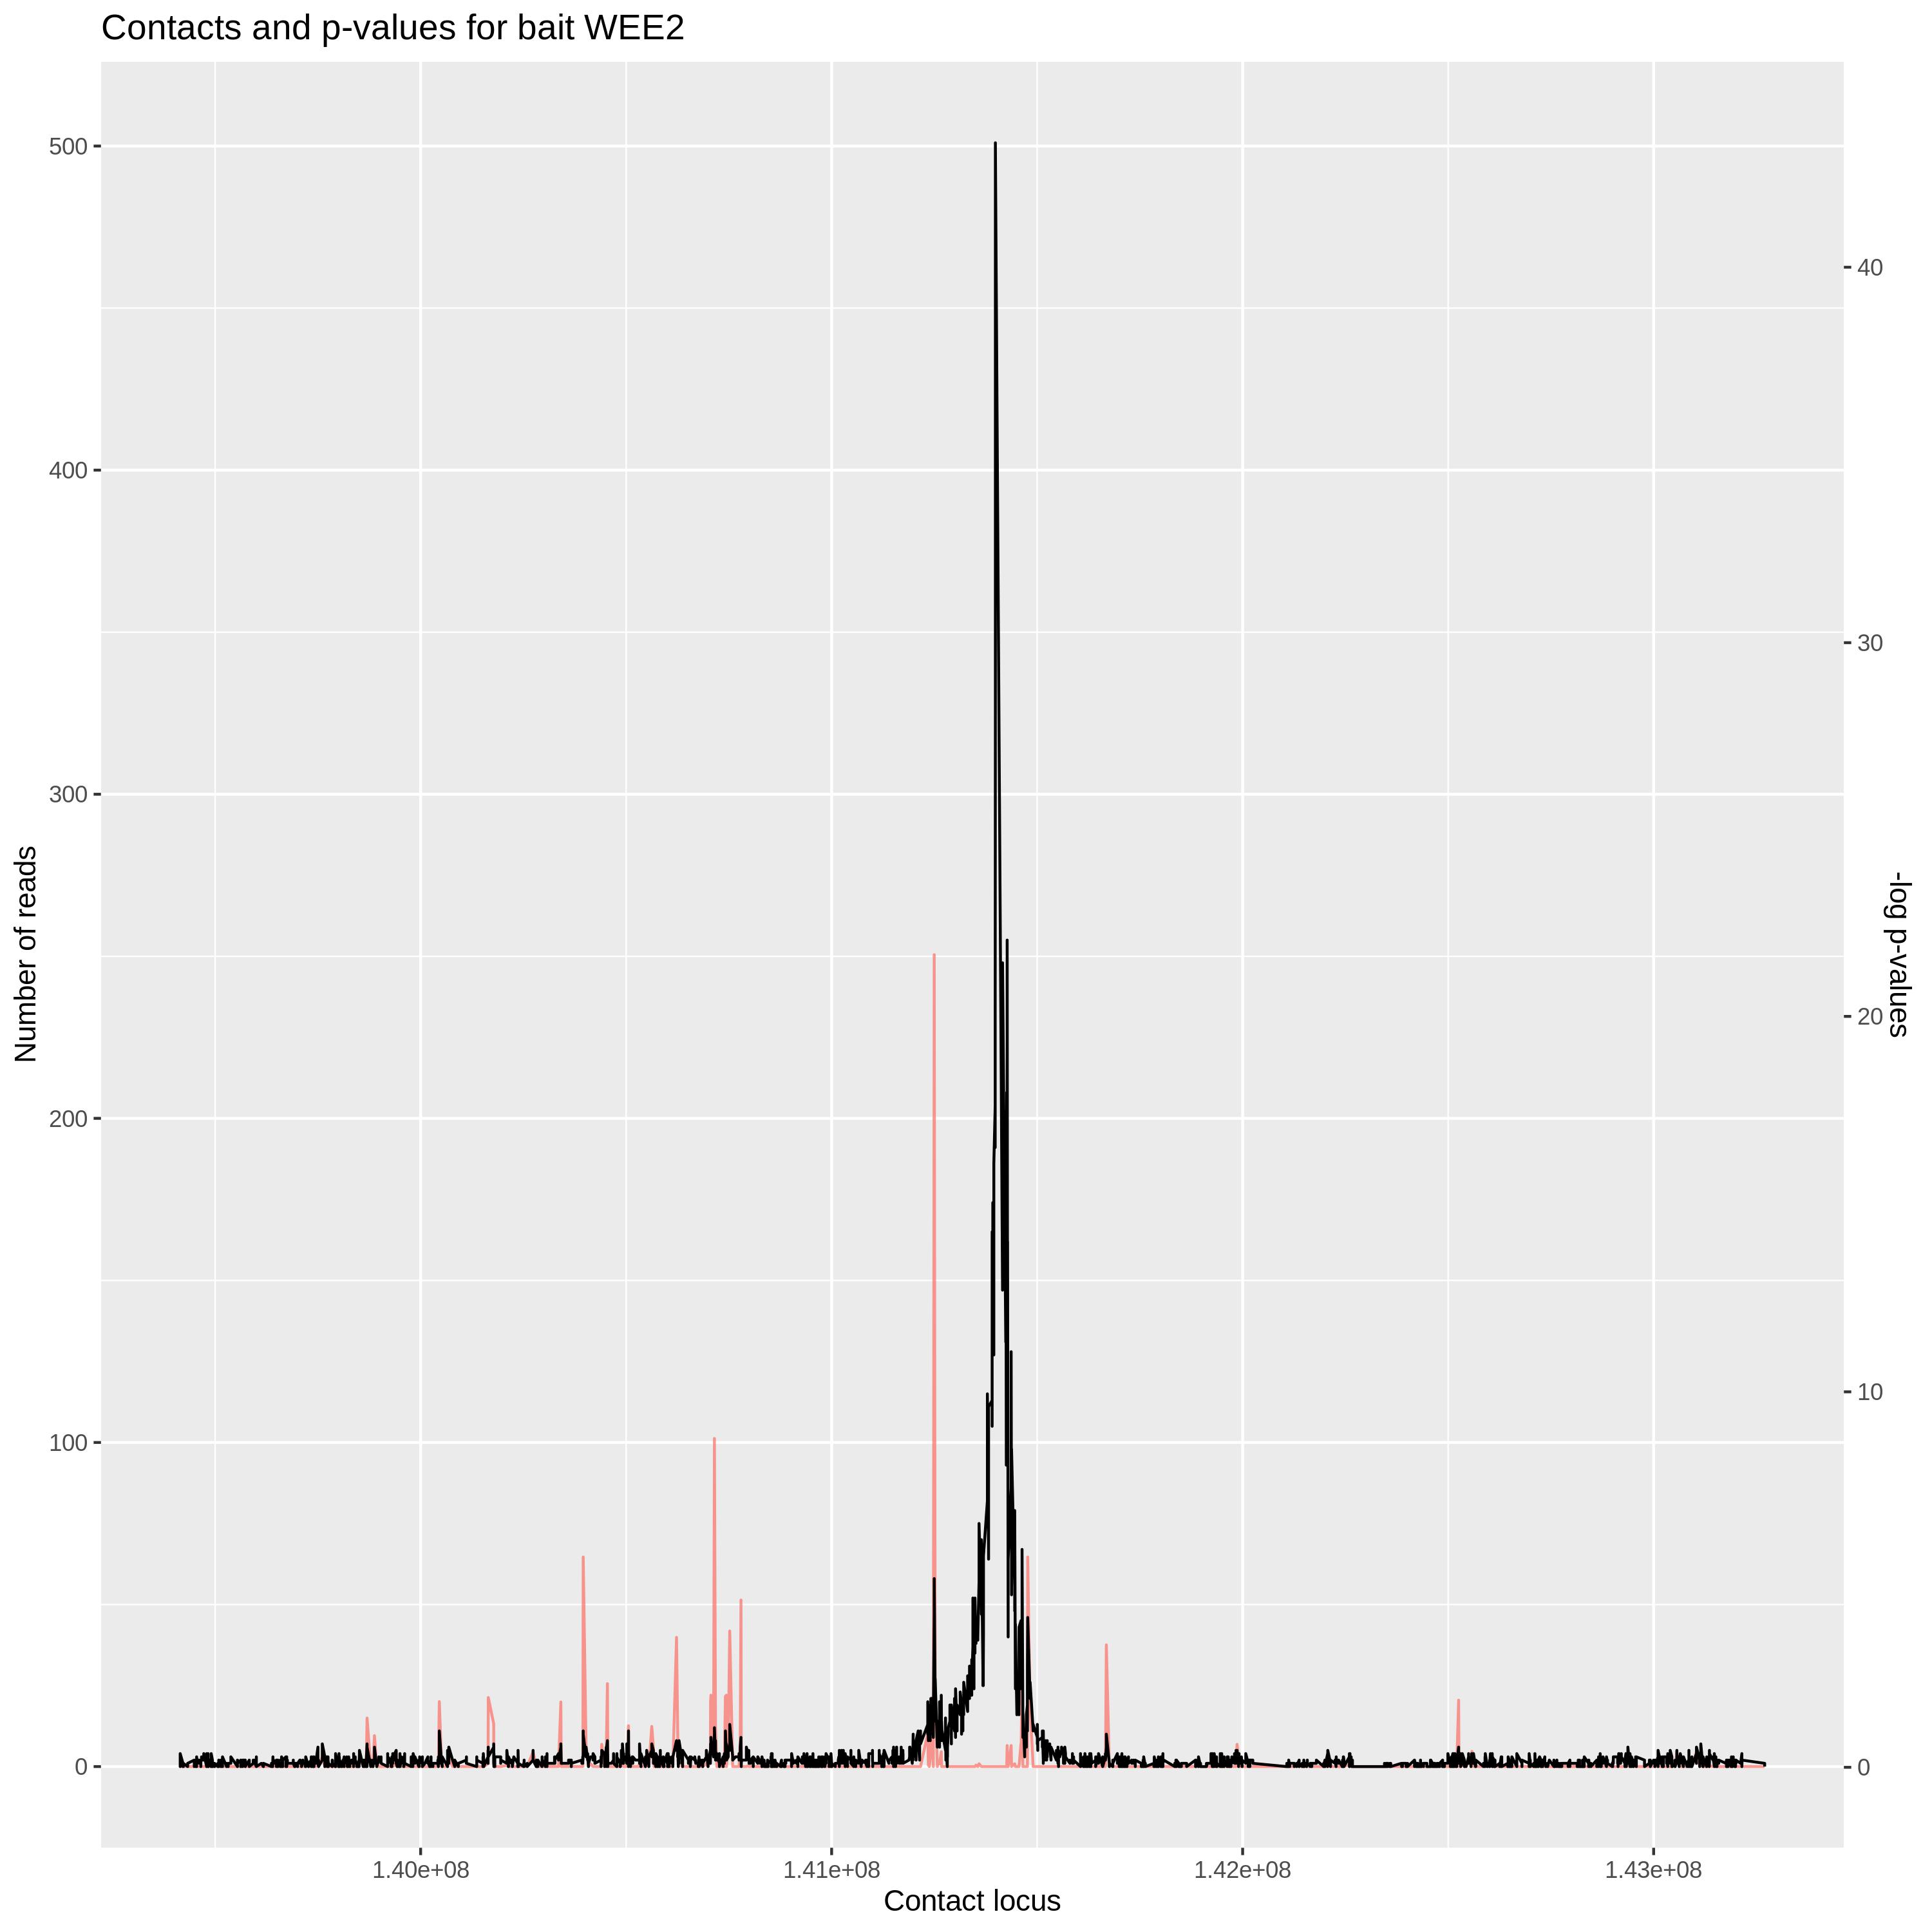 Contacts and p-values for bait WEE2
500
400
300
200
100
0
Number of reads
40
30
20
10
0
-log p-values
1.40e+08
1.41e+08
1.42e+08
1.43e+08
Contact locus